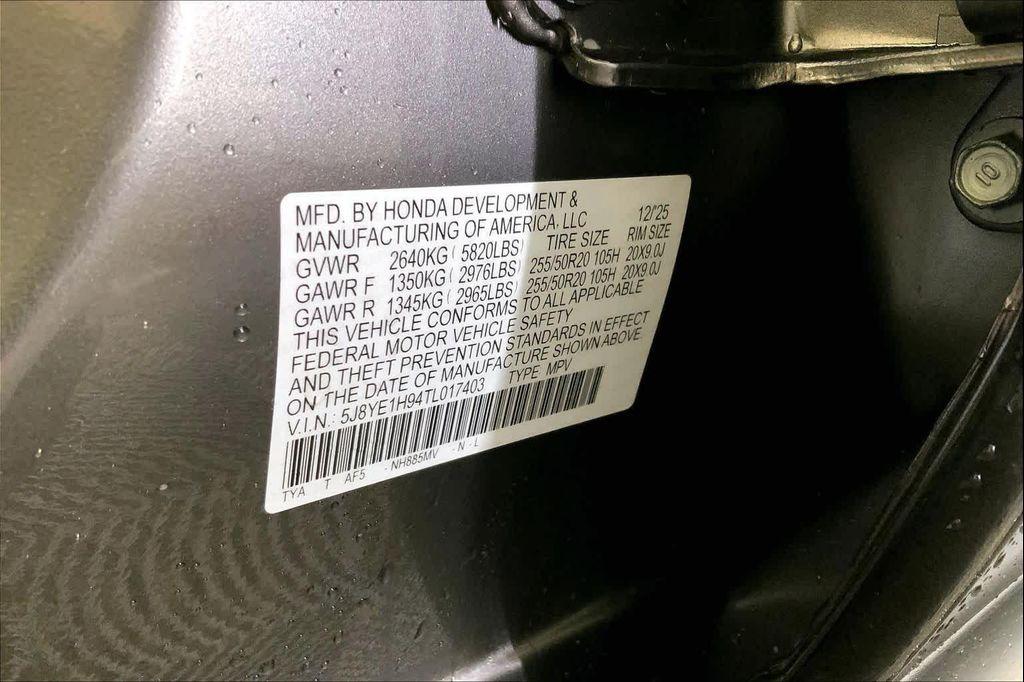 MFD. BY HONDA DEVELOPMENT &
MANUFACTURING OF AMERICA, LLC 12/'25
GVWR 2640KG ( 5820LBS) TIRE SIZE RIM SIZE
GAWR F 1350KG ( 2976LBS) 255/50R20 105H 20X9.0J
GAWR R 1345KG ( 2965LBS) 255/50R20 105H 20X9.0J
THIS VEHICLE CONFORMS TO ALL APPLICABLE
FEDERAL MOTOR VEHICLE SAFETY
AND THEFT PREVENTION STANDARDS IN EFFECT
ON THE DATE OF MANUFACTURE SHOWN ABOVE.
V.I.N.: 5J8YE1H94TL017403 TYPE MPV
TYA T AF5 - NH885MV - N - L
10